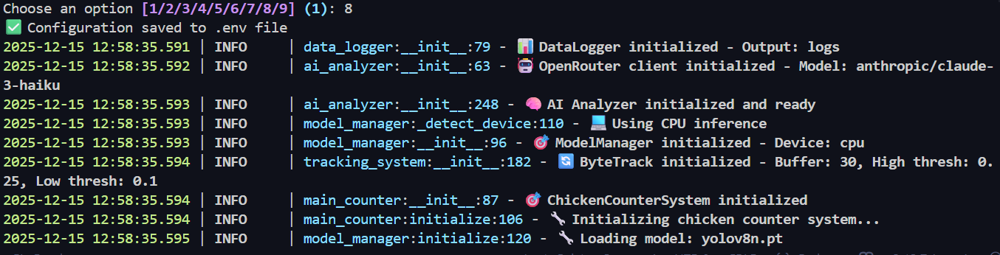 Choose an option [1/2/3/4/5/6/7/8/9] (1): 8
✅ Configuration saved to .env file
2025-12-15 12:58:35.591 | INFO     | data_logger:__init__:79 - 📊 DataLogger initialized - Output: logs
2025-12-15 12:58:35.592 | INFO     | ai_analyzer:__init__:63 - 🤖 OpenRouter client initialized - Model: anthropic/claude-
3-haiku
2025-12-15 12:58:35.593 | INFO     | ai_analyzer:__init__:248 - 🧠 AI Analyzer initialized and ready
2025-12-15 12:58:35.593 | INFO     | model_manager:_detect_device:110 - 💻 Using CPU inference
2025-12-15 12:58:35.593 | INFO     | model_manager:__init__:96 - 🎯 ModelManager initialized - Device: cpu
2025-12-15 12:58:35.594 | INFO     | tracking_system:__init__:182 - 🔄 ByteTrack initialized - Buffer: 30, High thresh: 0.
25, Low thresh: 0.1
2025-12-15 12:58:35.594 | INFO     | main_counter:__init__:87 - 🎯 ChickenCounterSystem initialized
2025-12-15 12:58:35.594 | INFO     | main_counter:initialize:106 - 🔧 Initializing chicken counter system...
2025-12-15 12:58:35.595 | INFO     | model_manager:initialize:120 - 🔧 Loading model: yolov8n.pt